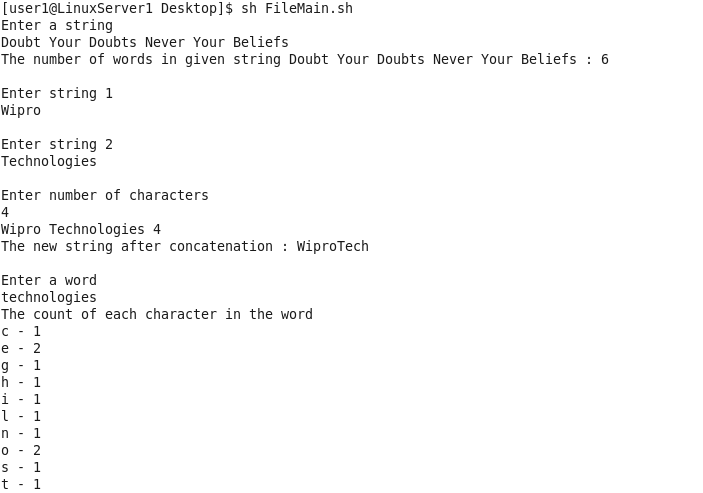 [user1@LinuxServer1 Desktop]$ sh FileMain.sh
Enter a string
Doubt Your Doubts Never Your Beliefs
The number of words in given string Doubt Your Doubts Never Your Beliefs : 6
Enter string 1
Wipro
Enter string 2
Technologies
Enter number of characters
4
Wipro Technologies 4
The new string after concatenation : WiproTech
Enter a word
technologies
The count of each character in the word
c - 1
e - 2
g - 1
h - 1
i - 1
l - 1
n - 1
o - 2
s - 1
t - 1